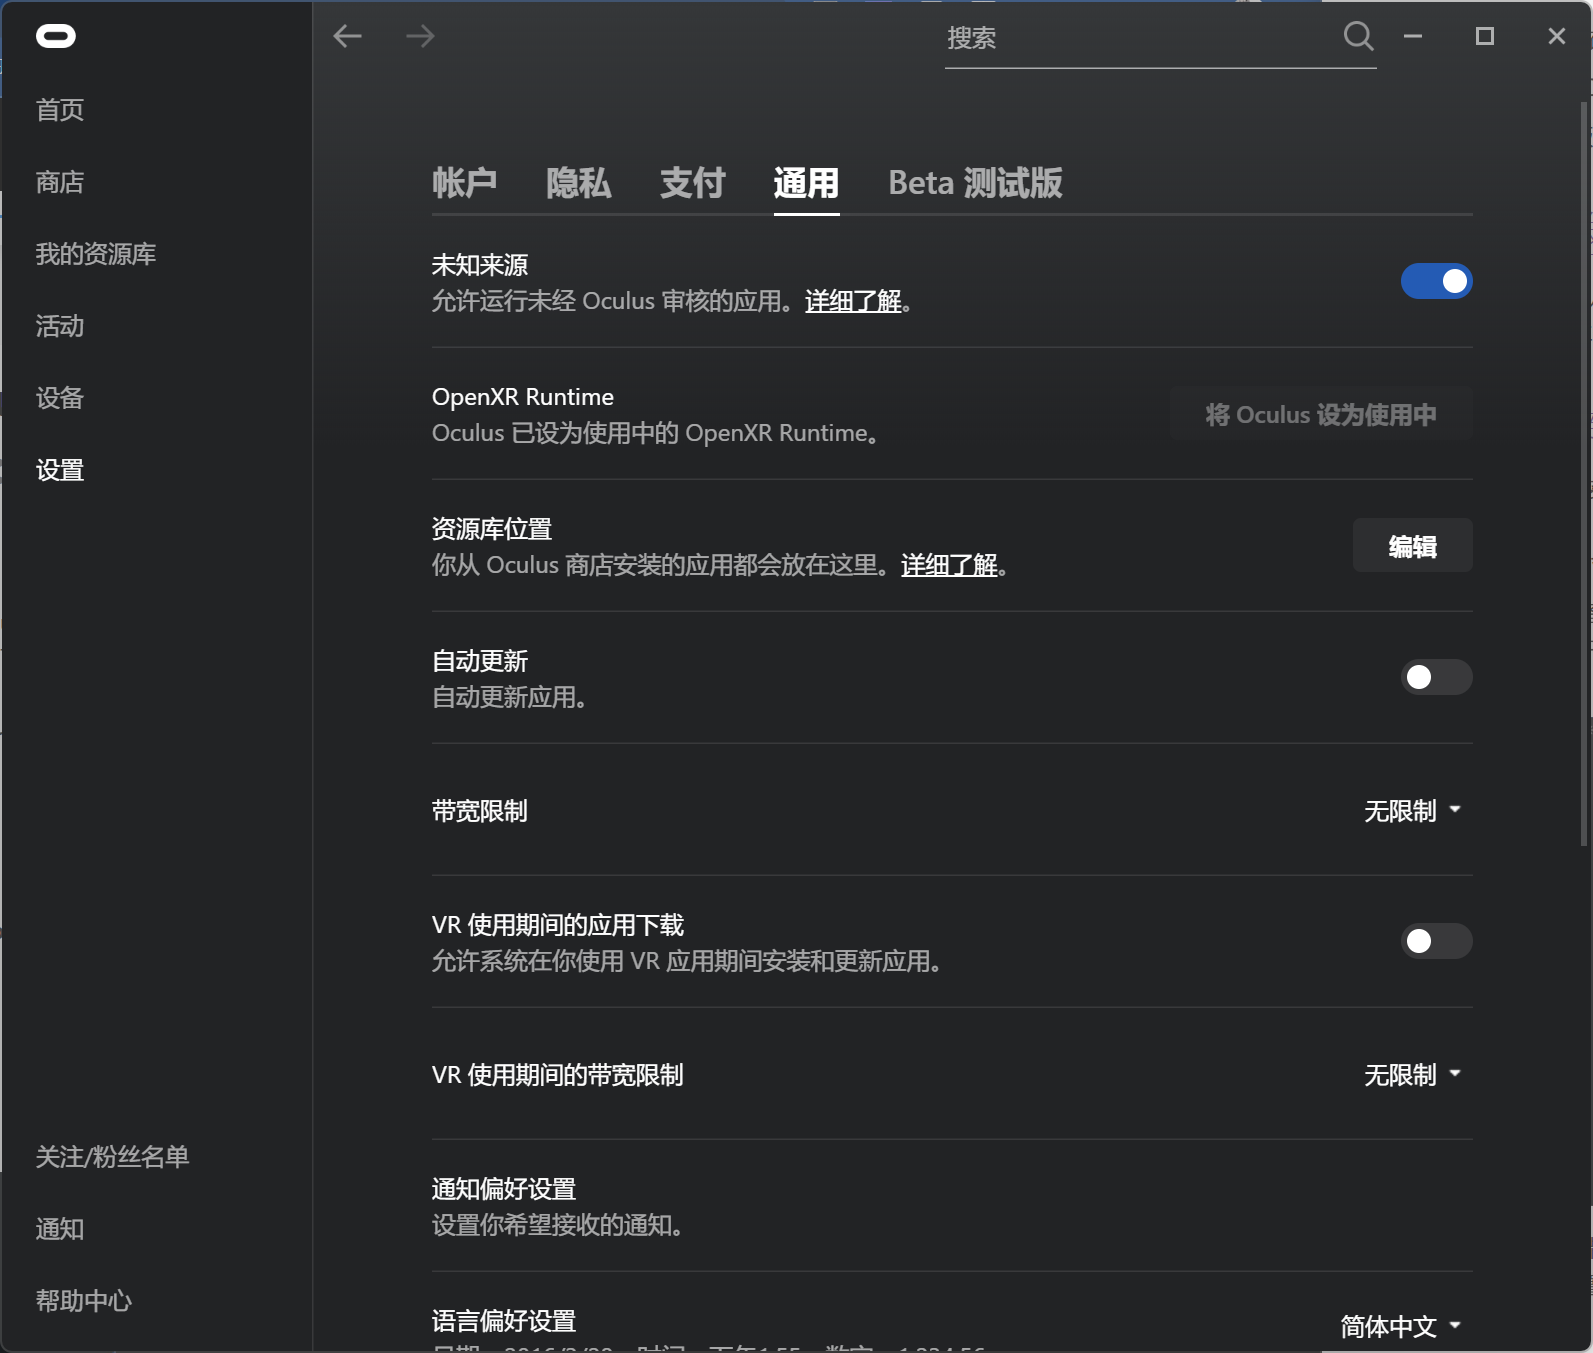 搜索
首页
商店
我的资源库
活动
设备
设置
关注/粉丝名单
通知
帮助中心
帐户 隐私 支付 通用 Beta 测试版
未知来源
允许运行未经 Oculus 审核的应用。详细了解。
OpenXR Runtime
Oculus 已设为使用中的 OpenXR Runtime。
将 Oculus 设为使用中
资源库位置
你从 Oculus 商店安装的应用都会放在这里。详细了解。
编辑
自动更新
自动更新应用。
带宽限制
无限制
VR 使用期间的应用下载
允许系统在你使用 VR 应用期间安装和更新应用。
VR 使用期间的带宽限制
无限制
通知偏好设置
设置你希望接收的通知。
语言偏好设置
简体中文